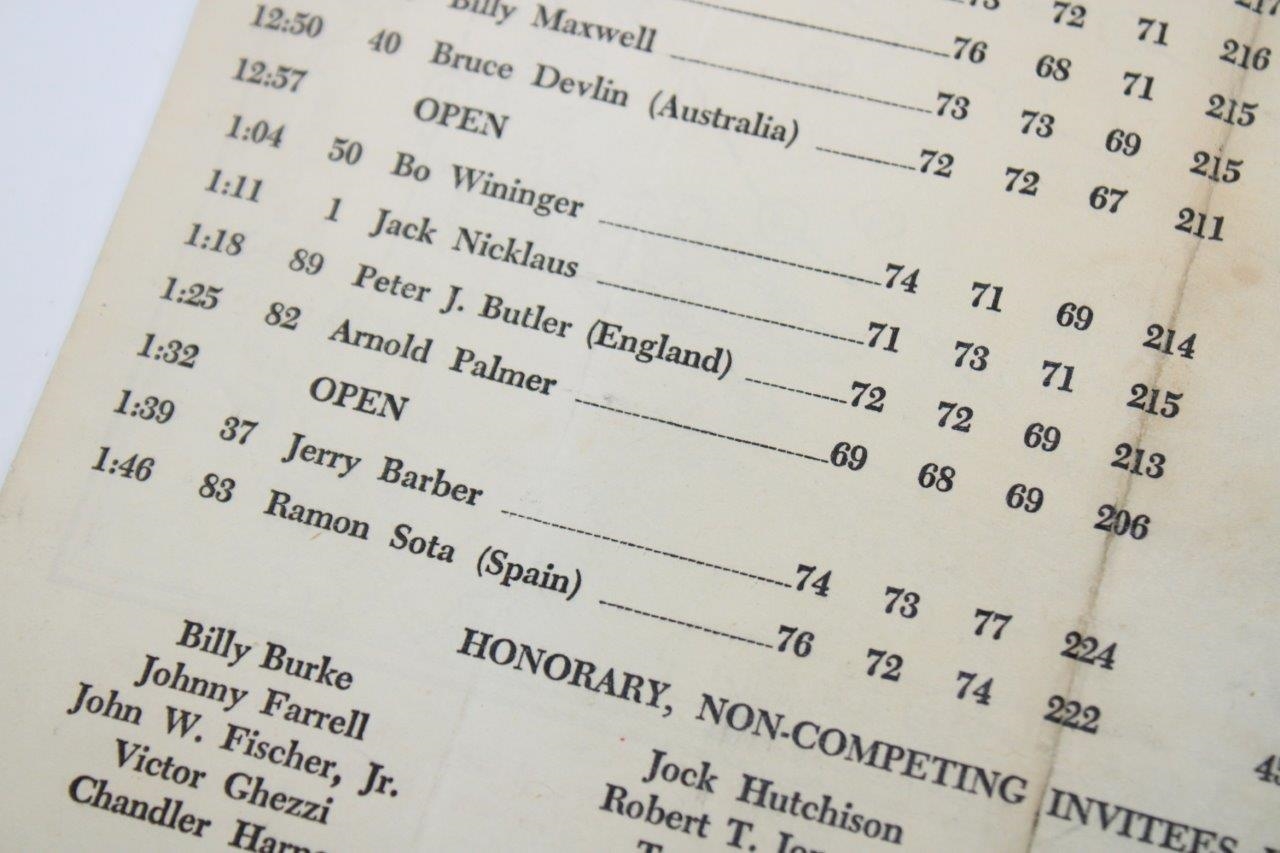 72 71 216
76 68 71 215
Billy Maxwell 73 73 69 215
12:50 40 Bruce Devlin (Australia) 72 72 67 211
12:57 OPEN
1:04 50 Bo Wininger 74 71 69 214
1:11 1 Jack Nicklaus 71 73 71 215
1:18 89 Peter J. Butler (England) 72 72 69 213
1:25 82 Arnold Palmer 69 68 69 206
1:32 OPEN
1:39 37 Jerry Barber 74 73 77 224
1:46 83 Ramon Sota (Spain) 76 72 74 222
HONORARY, NON-COMPETING INVITEES
Billy Burke
Johnny Farrell
John W. Fischer, Jr.
Victor Ghezzi
Chandler
Jock Hutchison
Robert T.